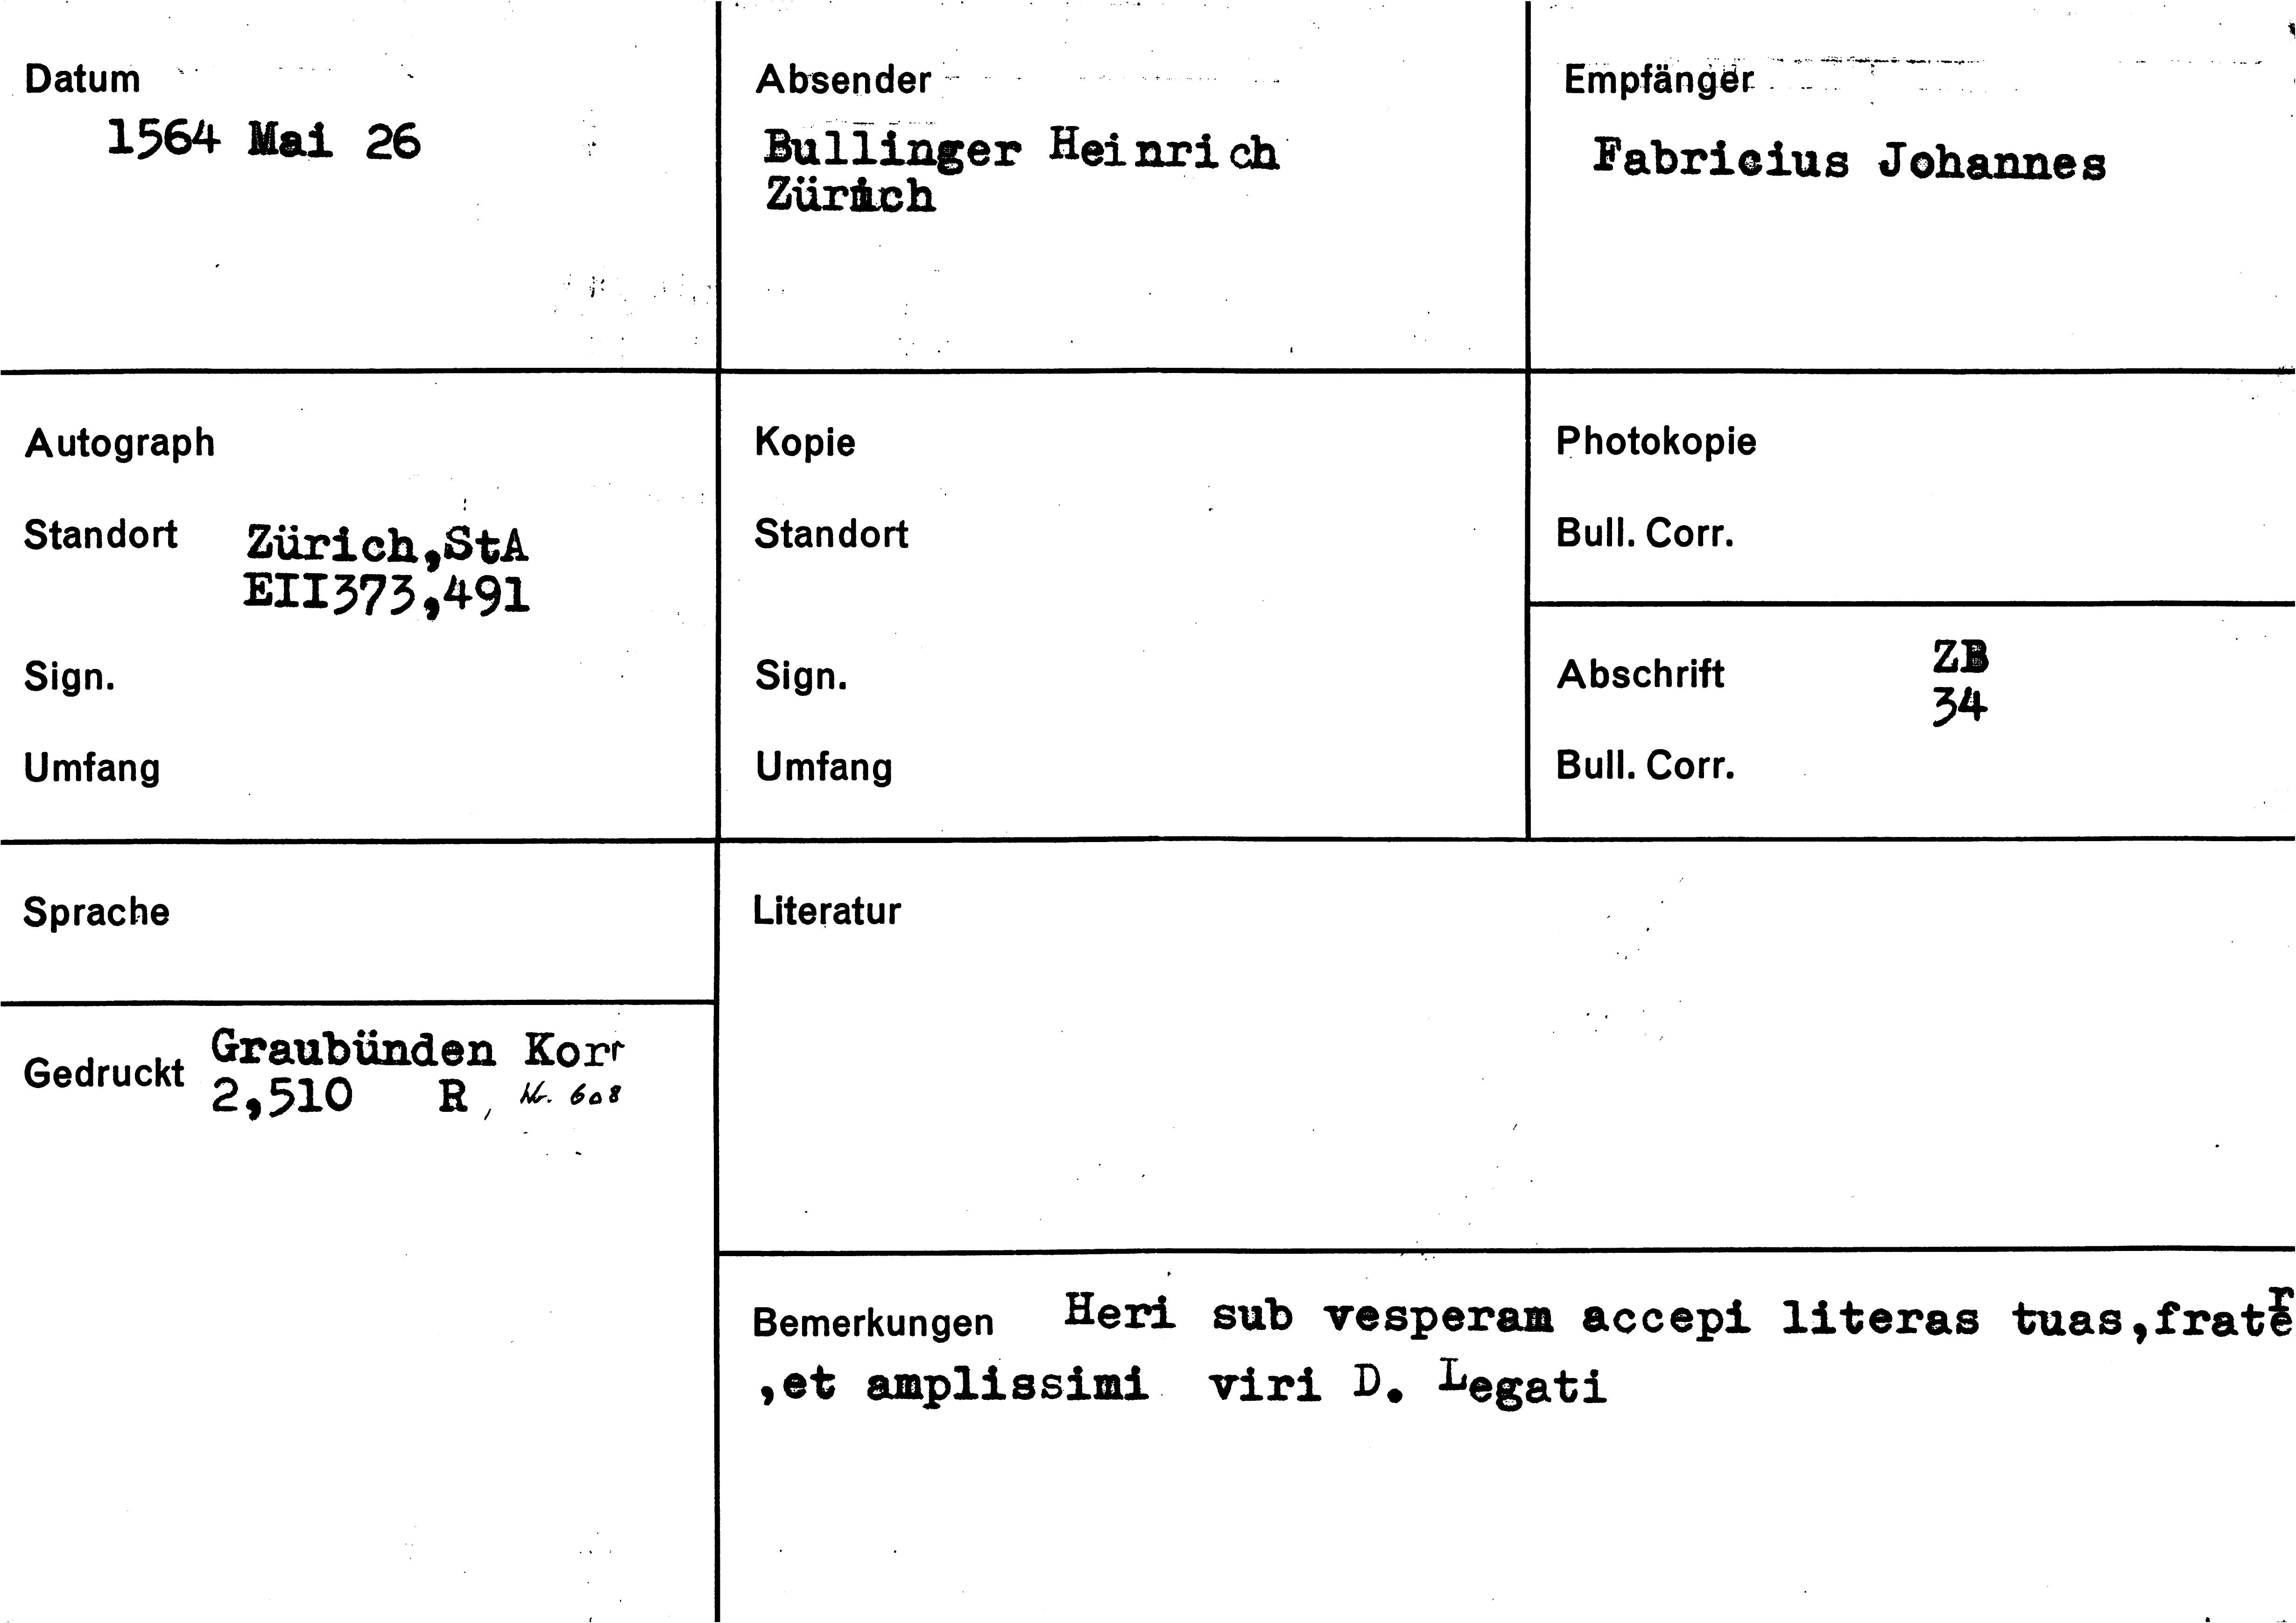 Datum
1564 Mai 26
Absender
Bullinger Heinrich
Zürich
Empfänger
Fabricius Johannes
Autograph
Standort Zürich,StA
EII373,491
Sign.
Umfang
Kopie
Standort
Sign.
Umfang
Photokopie
Bull. Corr.
Abschrift ZB
34
Bull. Corr.
Sprache
Gedruckt Graubünden Korr
2,510 R, Nr. 608
Literatur
Bemerkungen Heri sub vesperam accepi literas tuas,frater
,et amplissimi viri D. Legati